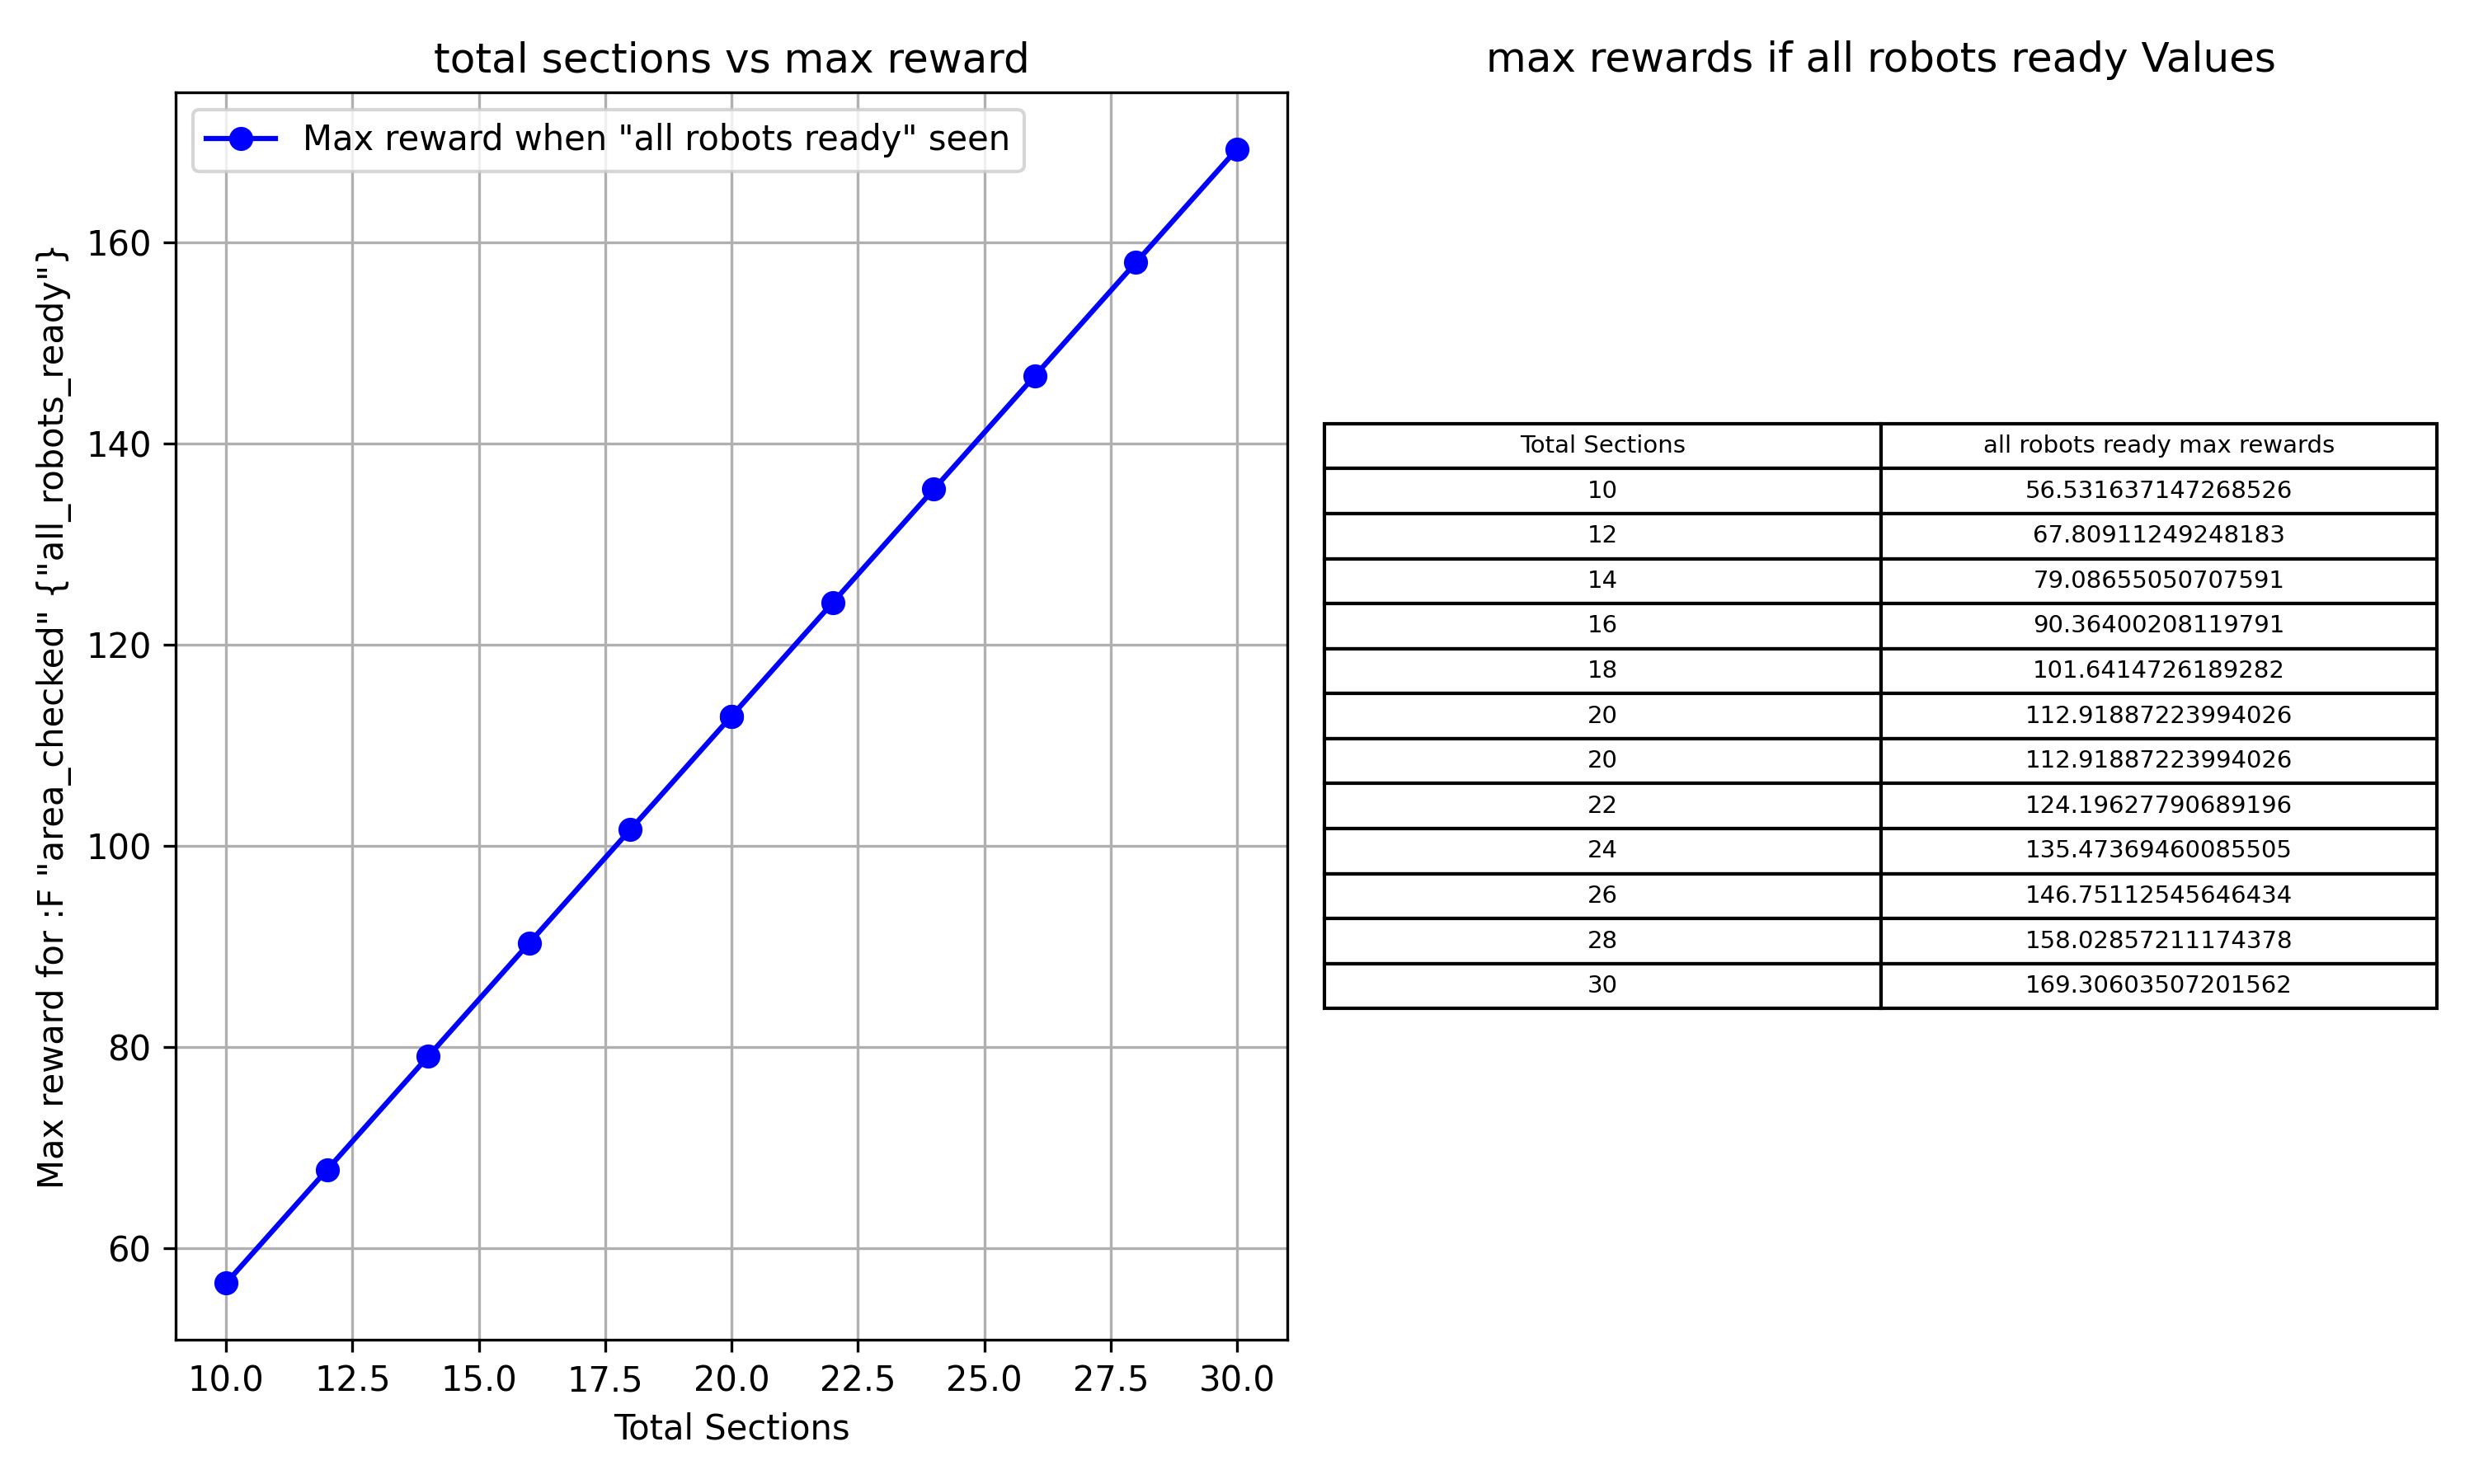 total sections vs max reward
Max reward when "all robots ready" seen
Max reward for :F "area_checked" {"all_robots_ready"}
160
140
120
100
80
60
10.0 12.5 15.0 17.5 20.0 22.5 25.0 27.5 30.0
Total Sections
max rewards if all robots ready Values
Total Sections all robots ready max rewards
10 56.531637147268526
12 67.80911249248183
14 79.08655050707591
16 90.36400208119791
18 101.6414726189282
20 112.91887223994026
20 112.91887223994026
22 124.19627790689196
24 135.47369460085505
26 146.75112545646434
28 158.02857211174378
30 169.30603507201562